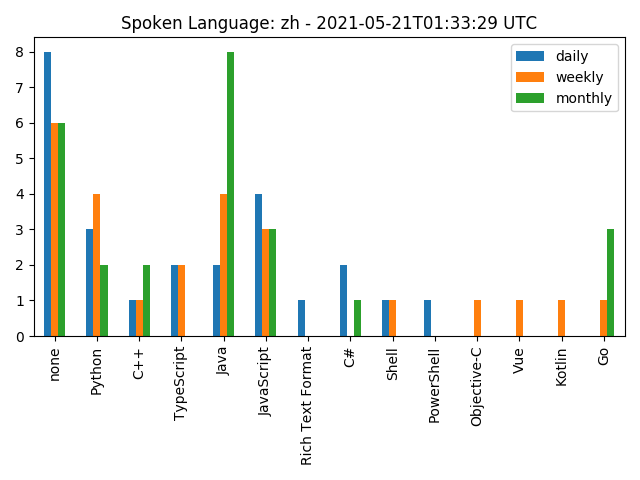 Spoken Language: zh - 2021-05-21T01:33:29 UTC
daily
weekly
monthly
8
7
6
5
4
3
2
1
0
none
Python
C++
TypeScript
Java
JavaScript
Rich Text Format
C#
Shell
PowerShell
Objective-C
Vue
Kotlin
Go